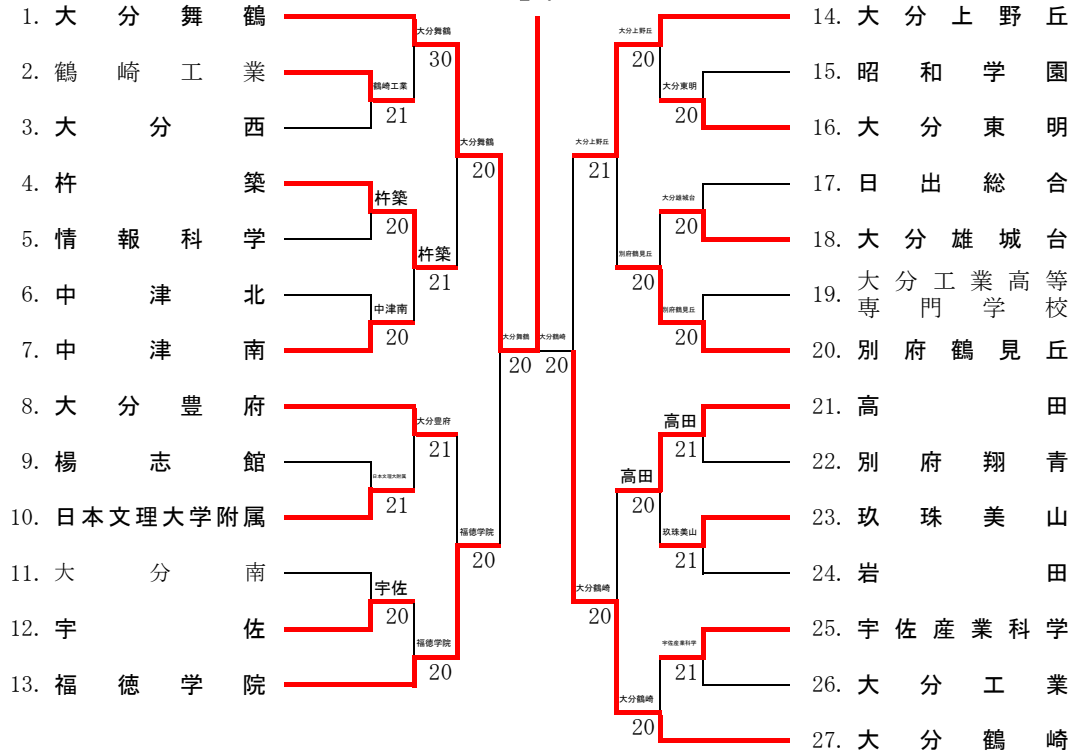 1. 大分舞鶴
2. 鶴崎工業
3. 大分西
4. 杵築
5. 情報科学
6. 中津北
7. 中津南
8. 大分豊府
9. 楊志館
10. 日本文理大学附属
11. 大分南
12. 宇佐
13. 福徳学院
大分舞鶴
30
鶴崎工業
21
大分舞鶴
20
杵築
20
杵築
21
中津南
20
大分舞鶴
20
大分豊府
21
日本文理大附属
21
福徳学院
20
宇佐
20
福徳学院
20
大分鶴崎
20
大分上野丘
20
大分東明
20
大分上野丘
21
大分雄城台
20
別府鶴見丘
20
別府鶴見丘
20
高田
21
高田
20
玖珠美山
21
大分鶴崎
20
宇佐産業科学
21
大分鶴崎
20
14. 大分上野丘
15. 昭和学園
16. 大分東明
17. 日出総合
18. 大分雄城台
19. 大分工業高等
専門学校
20. 別府鶴見丘
21. 高田
22. 別府翔青
23. 玖珠美山
24. 岩田
25. 宇佐産業科学
26. 大分工業
27. 大分鶴崎